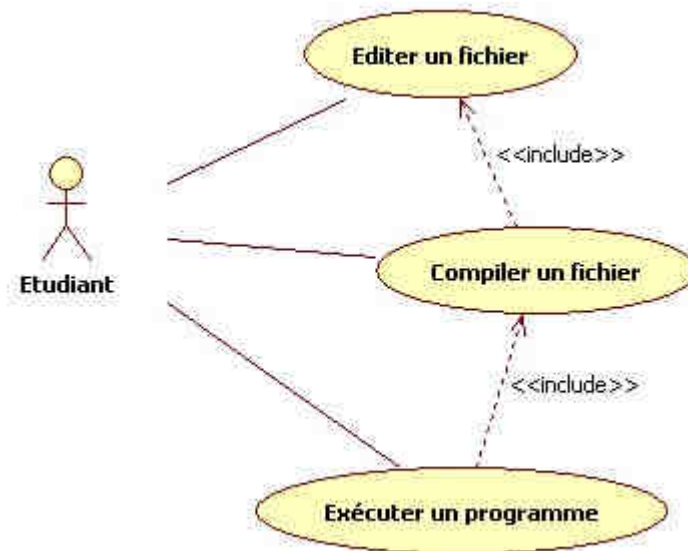 Editer un fichier
<<include>>
Etudiant
Compiler un fichier
<<include>>
Exécuter un programme